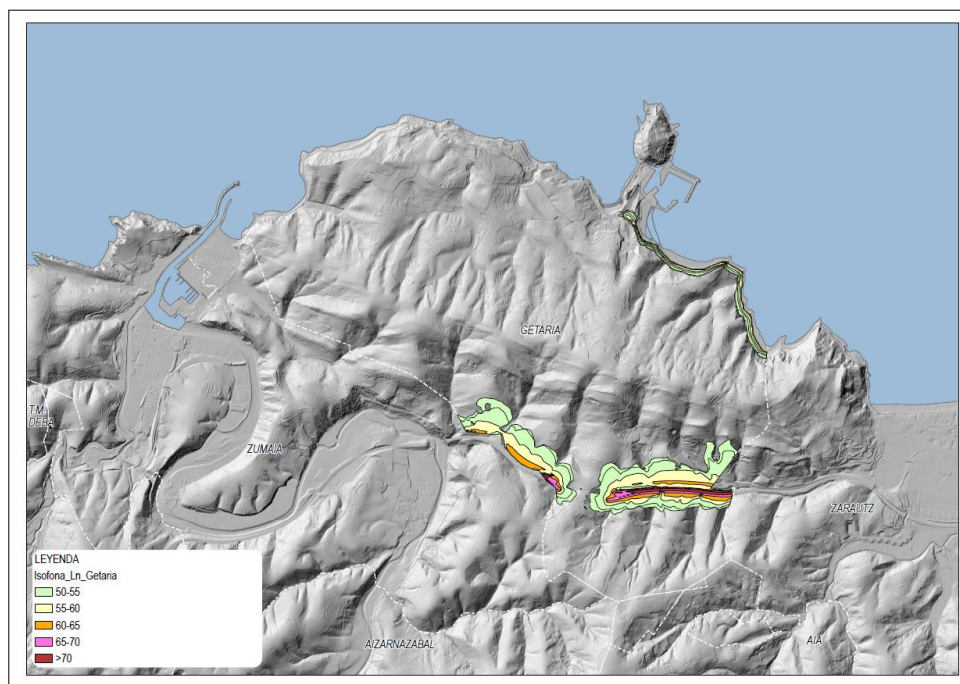 GETARIA
T.M.
DEBA
ZUMAIA
ZARAUTZ
AIZARNAZABAL
AIA
LEYENDA
Isofona_Ln_Getaria
50-55
55-60
60-65
65-70
>70